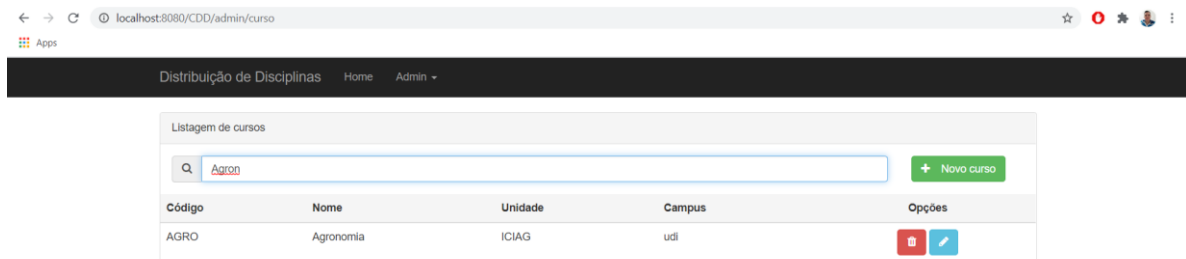 localhost:8080/CDD/admin/curso
Apps
Distribuição de Disciplinas Home Admin
Listagem de cursos
Agron + Novo curso
Código Nome Unidade Campus Opções
AGRO Agronomia ICIAG udi